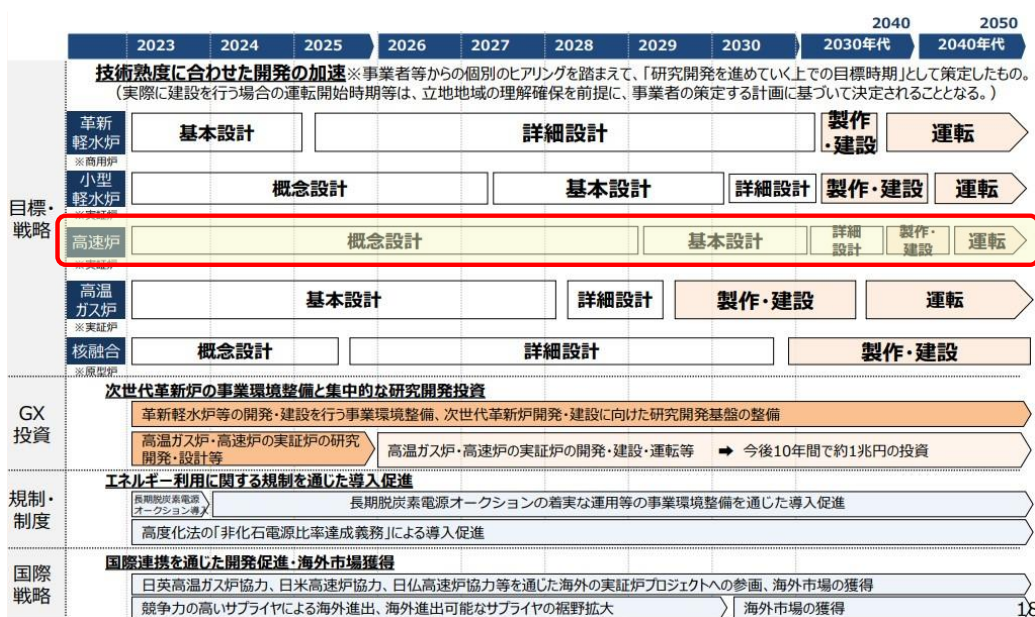 2040 2050
2023 2024 2025 2026 2027 2028 2029 2030 2030年代 2040年代
技術熟度に合わせた開発の加速※事業者等からの個別のヒアリングを踏まえて、「研究開発を進めていく上での目標時期」として策定したもの。
（実際に建設を行う場合の運転開始時期等は、立地地域の理解確保を前提に、事業者の策定する計画に基づいて決定されることとなる。）
目標・
戦略
革新
軽水炉
※商用炉
基本設計 詳細設計 製作
・建設 運転
小型
軽水炉
※実証炉
概念設計 基本設計 詳細設計 製作・建設 運転
高速炉
※実証炉
概念設計 基本設計 詳細
設計 製作・
建設 運転
高温
ガス炉
※実証炉
基本設計 詳細設計 製作・建設 運転
核融合
※原型炉
概念設計 詳細設計 製作・建設
GX
投資
次世代革新炉の事業環境整備と集中的な研究開発投資
革新軽水炉等の開発・建設を行う事業環境整備、次世代革新炉開発・建設に向けた研究開発基盤の整備
高温ガス炉・高速炉の実証炉の研究
開発・設計等
高温ガス炉・高速炉の実証炉の開発・建設・運転等 ➡ 今後10年間で約1兆円の投資
規制・
制度
エネルギー利用に関する規制を通じた導入促進
長期脱炭素電源
オークション導入
長期脱炭素電源オークションの着実な運用等の事業環境整備を通じた導入促進
高度化法の「非化石電源比率達成義務」による導入促進
国際
戦略
国際連携を通じた開発促進・海外市場獲得
日英高温ガス炉協力、日米高速炉協力、日仏高速炉協力等を通じた海外の実証炉プロジェクトへの参画、海外市場の獲得
競争力の高いサプライヤによる海外進出、海外進出可能なサプライヤの裾野拡大 海外市場の獲得
18